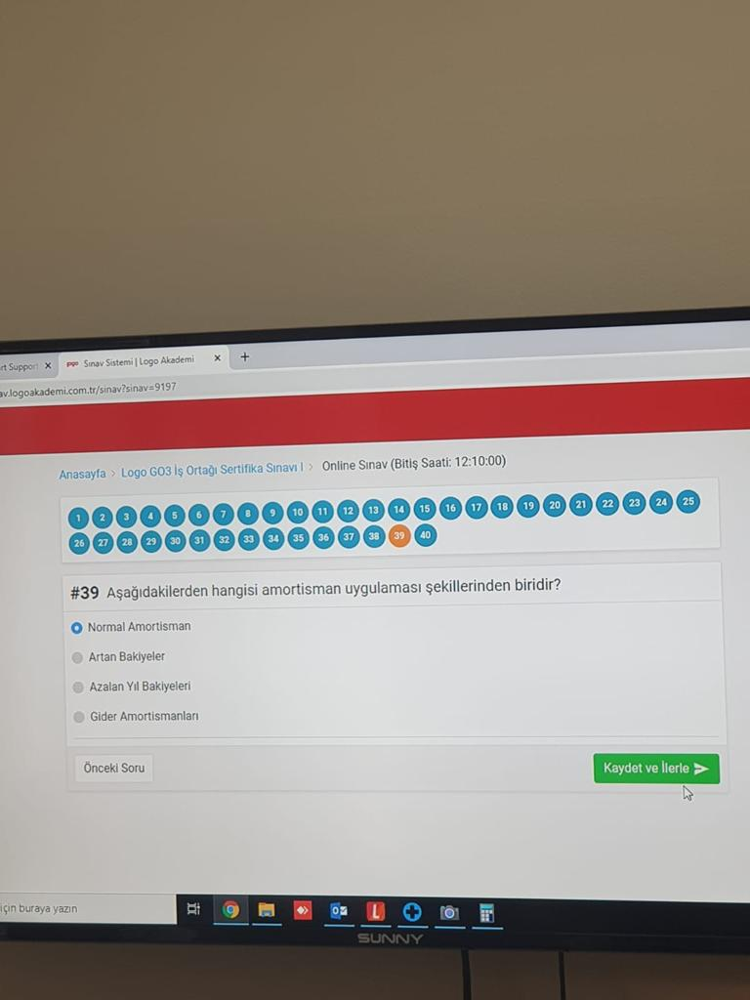 rt Support
logo Sınav Sistemi | Logo Akademi
av.logoakademi.com.tr/sinav?sinav=9197
Anasayfa > Logo GO3 İş Ortağı Sertifika Sınavı I > Online Sınav (Bitiş Saati: 12:10:00)
1 2 3 4 5 6 7 8 9 10 11 12 13 14 15 16 17 18 19 20 21 22 23 24 25
26 27 28 29 30 31 32 33 34 35 36 37 38 39 40
#39 Aşağıdakilerden hangisi amortisman uygulaması şekillerinden biridir?
Normal Amortisman
Artan Bakiyeler
Azalan Yıl Bakiyeleri
Gider Amortismanları
Önceki Soru
Kaydet ve İlerle
için buraya yazın
L
SUNNY